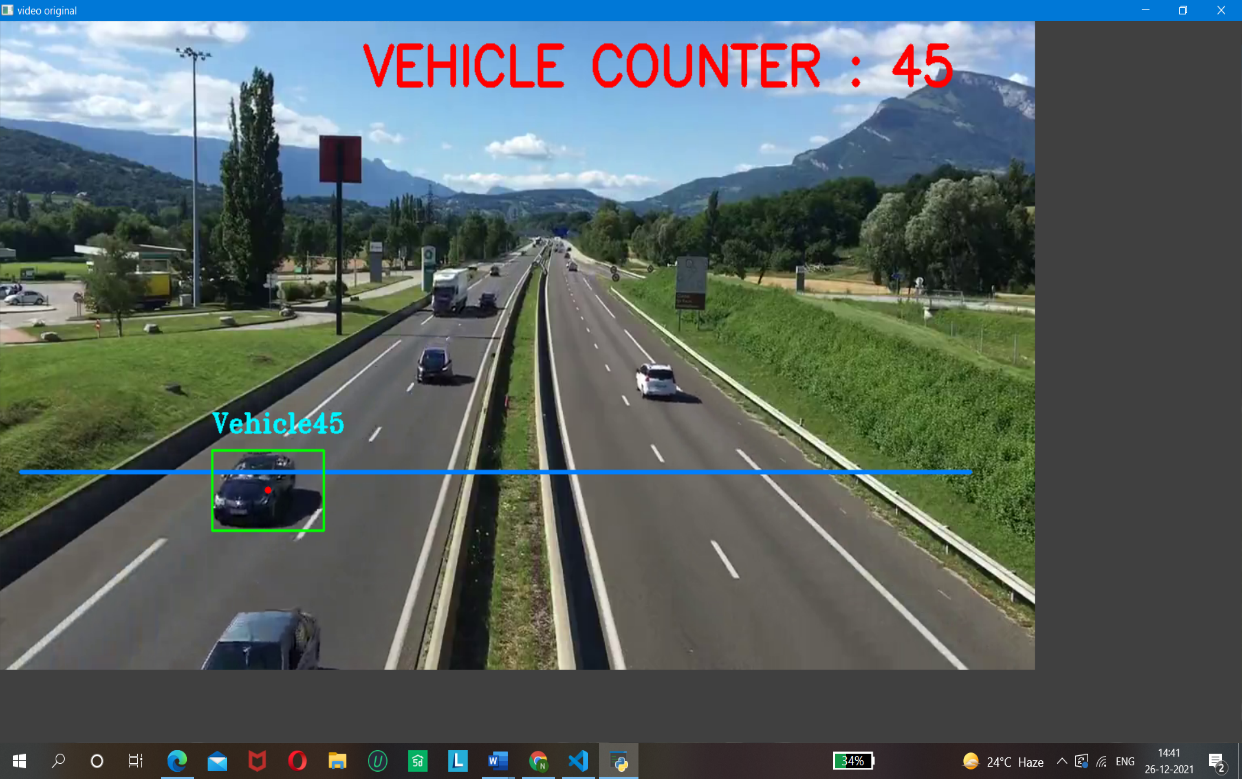 video original
VEHICLE COUNTER : 45
Vehicle45
34%
24°C Haze
ENG
14:41
26-12-2021
2